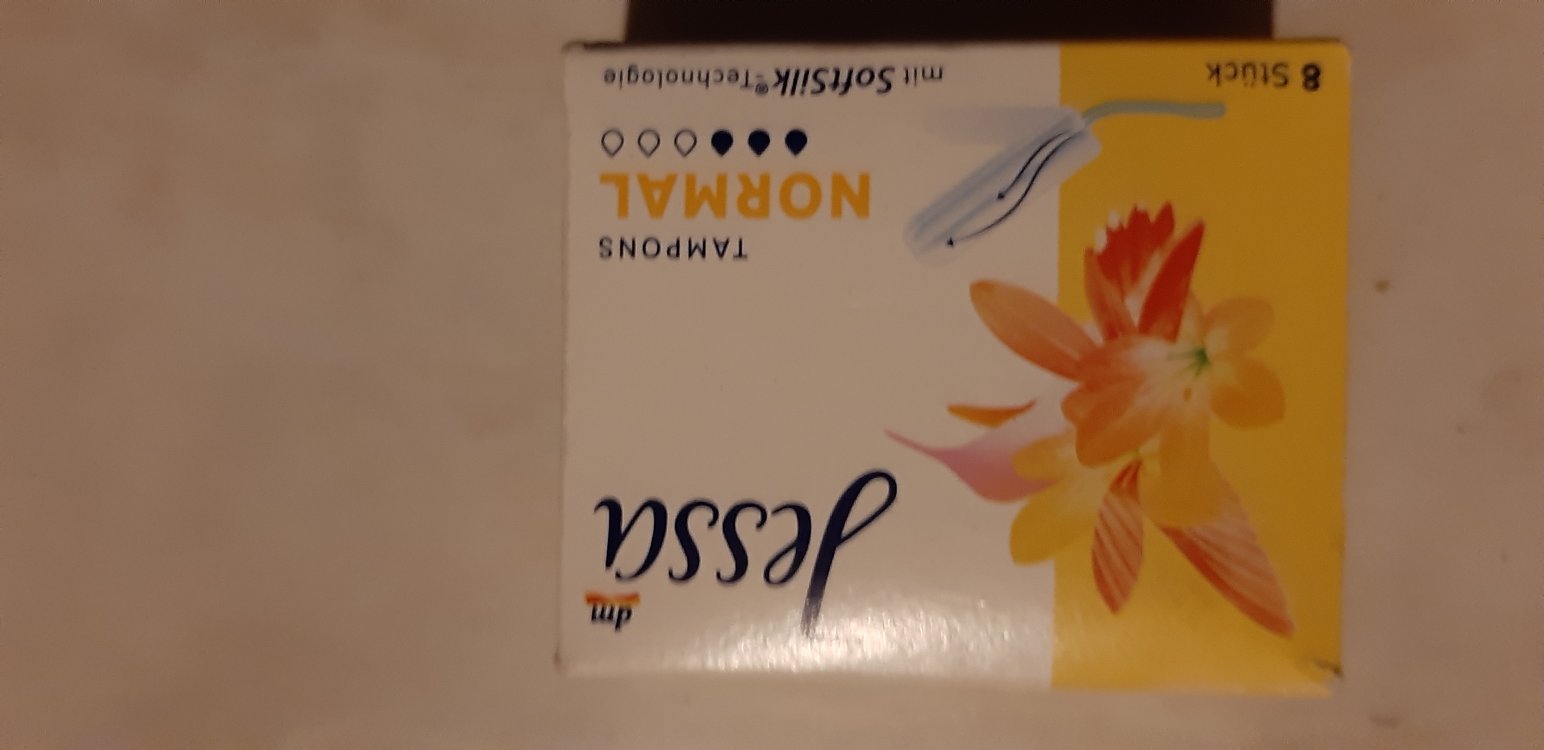 dm
Jessa
TAMPONS
NORMAL
mit SoftSilk®-Technologie
8 Stück